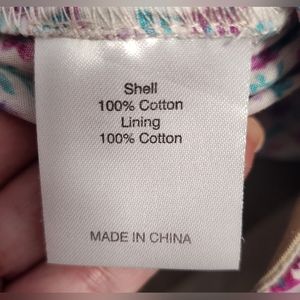 Shell
100% Cotton
Lining
100% Cotton
MADE IN CHINA